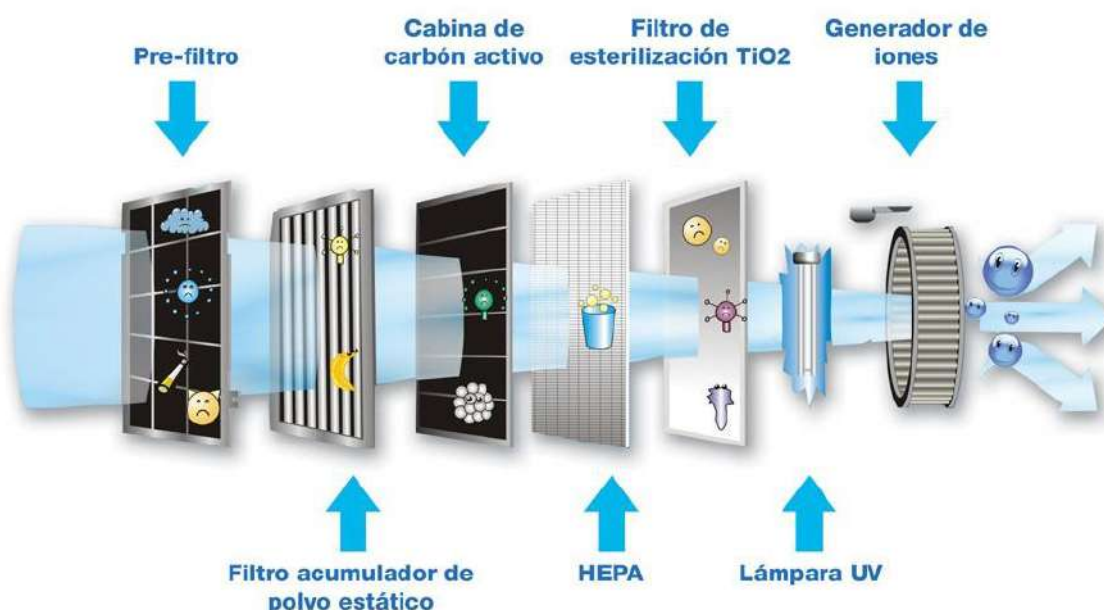 Pre-filtro
Cabina de
carbón activo
Filtro de
esterilización TiO2
Generador de
iones
Filtro acumulador de
polvo estático
HEPA
Lámpara UV